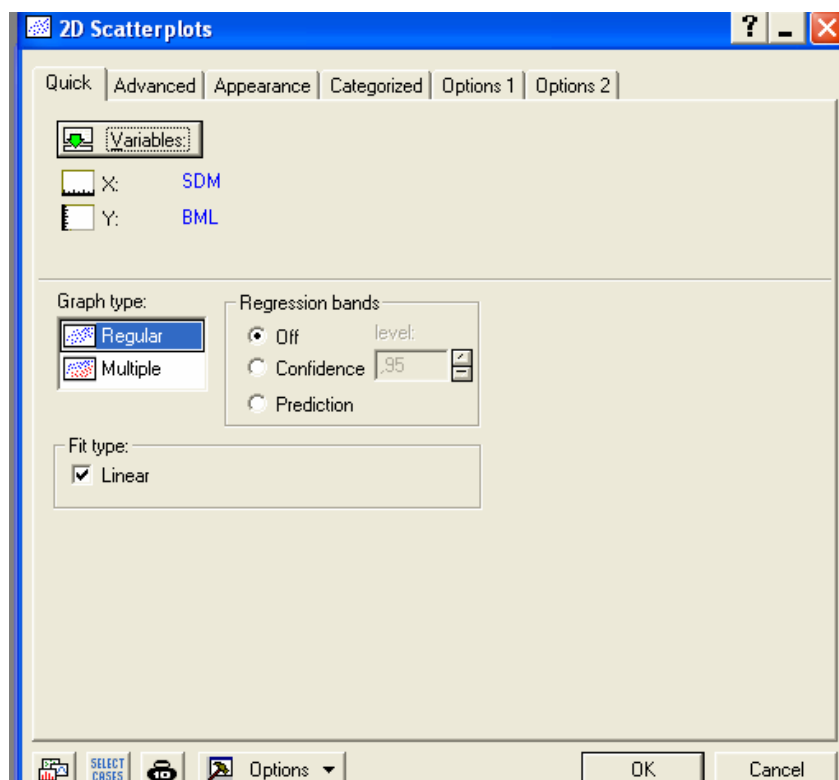 2D Scatterplots
Quick Advanced Appearance Categorized Options 1 Options 2
Variables:
X: SDM
Y: BML
Graph type:
Regular
Multiple
Regression bands
Off level:
Confidence ,95
Prediction
Fit type:
Linear
SELECT CASES
Options
OK
Cancel